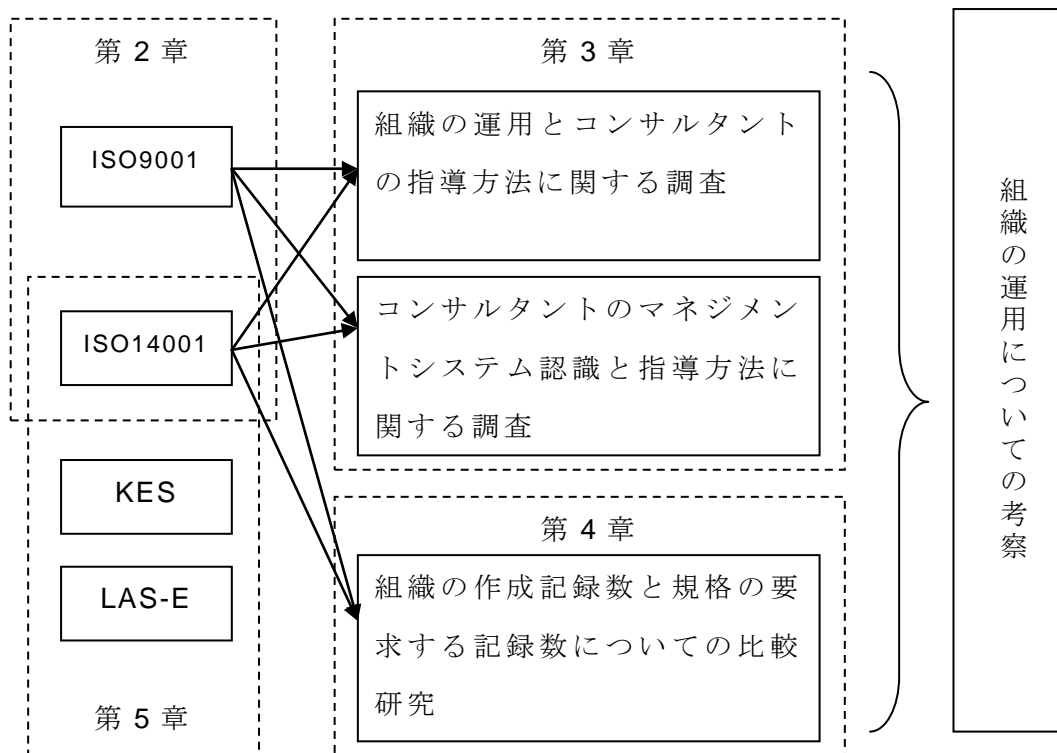 第 2 章
ISO9001
ISO14001
KES
LAS-E
第 5 章
第 3 章
組織の運用とコンサルタント
の指導方法に関する調査
コンサルタントのマネジメン
トシステム認識と指導方法に
関する調査
第 4 章
組織の作成記録数と規格の要
求する記録数についての比較
研究
組織の運用についての考察